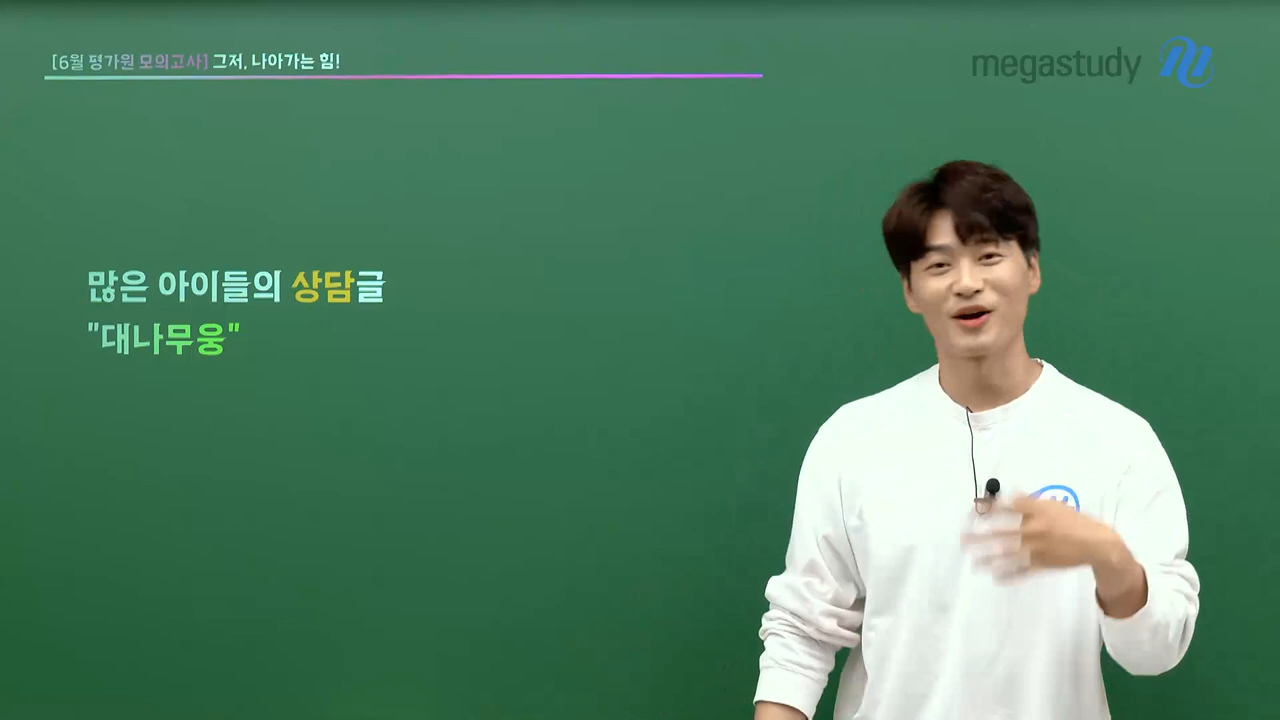 [6월 평가원 모의고사] 그저, 나아가는 힘!
megastudy
많은 아이들의 상담글
"대나무웅"